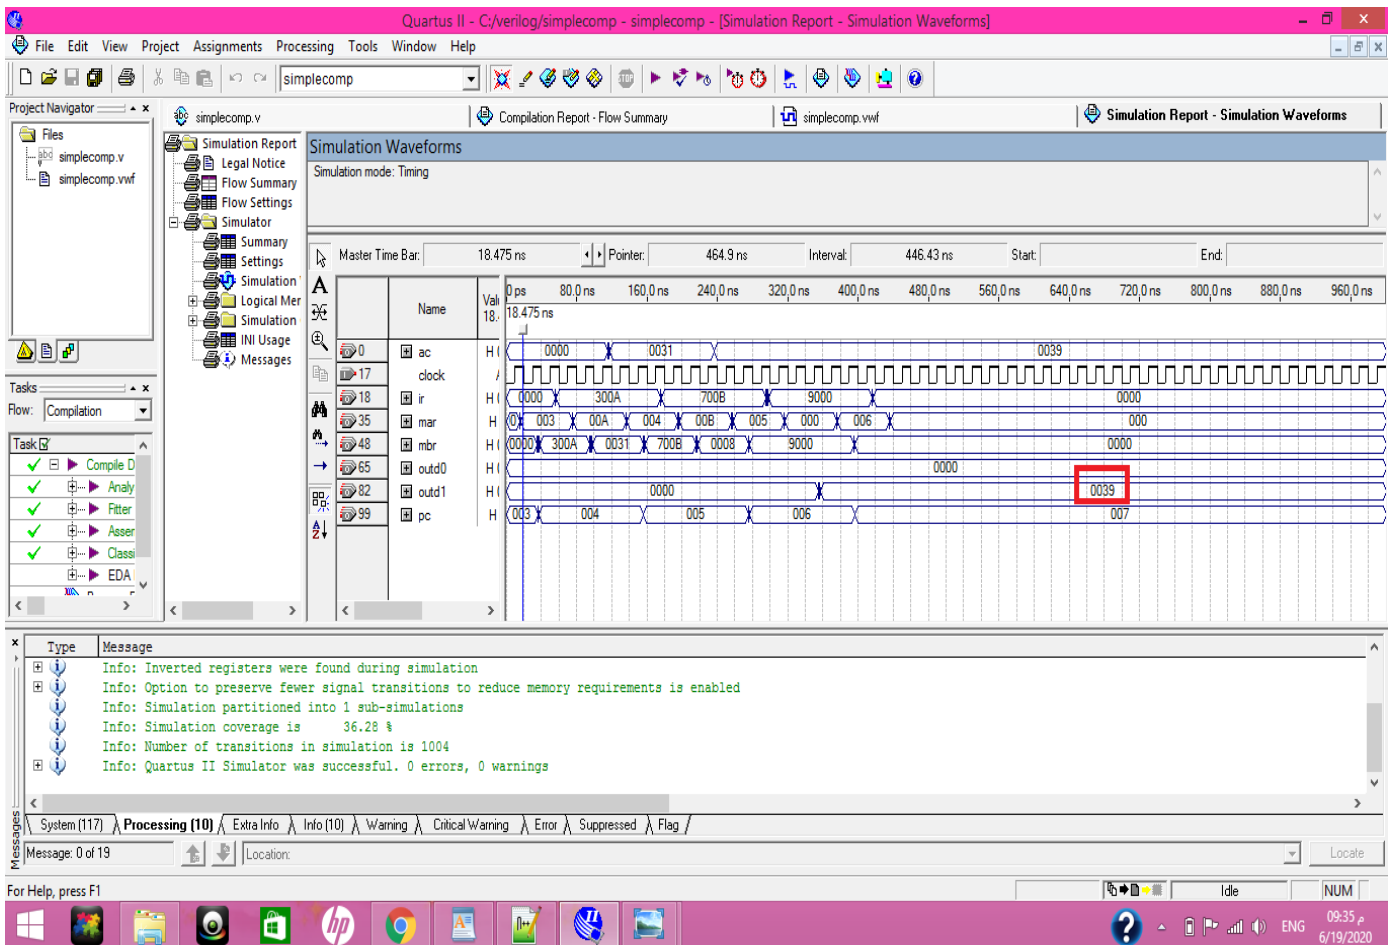 Quartus II - C:/verilog/simplecomp - simplecomp - [Simulation Report - Simulation Waveforms]
File Edit View Project Assignments Processing Tools Window Help
simplecomp
Project Navigator
Files
simplecomp.v
simplecomp.vwf
simplecomp.v
Compilation Report - Flow Summary
simplecomp.vwf
Simulation Report - Simulation Waveforms
Simulation Report
Legal Notice
Flow Summary
Flow Settings
Simulator
Summary
Settings
Simulation
Logical Mer
Simulation
INI Usage
Messages
Simulation Waveforms
Simulation mode: Timing
Master Time Bar: 18.475 ns Pointer: 464.9 ns Interval: 446.43 ns Start: End:
Name
0 ps 80.0 ns 160.0 ns 240.0 ns 320.0 ns 400.0 ns 480.0 ns 560.0 ns 640.0 ns 720.0 ns 800.0 ns 880.0 ns 960.0 ns
18.475 ns
0 ac 0000 0031 0039
17 clock
18 ir 0000 300A 700B 9000 0000
35 mar H 003 00A 004 00B 005 000 006 000
48 mbr 0000 300A 0031 700B 0008 9000 0000
65 outd0 0000
82 outd1 0000 0039
99 pc H 003 004 005 006 007
Tasks
Flow: Compilation
Task
Compile D
Analy
Fitter
Asser
Classi
EDA
Type Message
Info: Inverted registers were found during simulation
Info: Option to preserve fewer signal transitions to reduce memory requirements is enabled
Info: Simulation partitioned into 1 sub-simulations
Info: Simulation coverage is 36.28 %
Info: Number of transitions in simulation is 1004
Info: Quartus II Simulator was successful. 0 errors, 0 warnings
System (117) Processing (10) Extra Info Info (10) Warning Critical Warning Error Suppressed Flag
Messages
Message: 0 of 19 Location: Locate
For Help, press F1 Idle NUM
ENG 09:35 م
6/19/2020